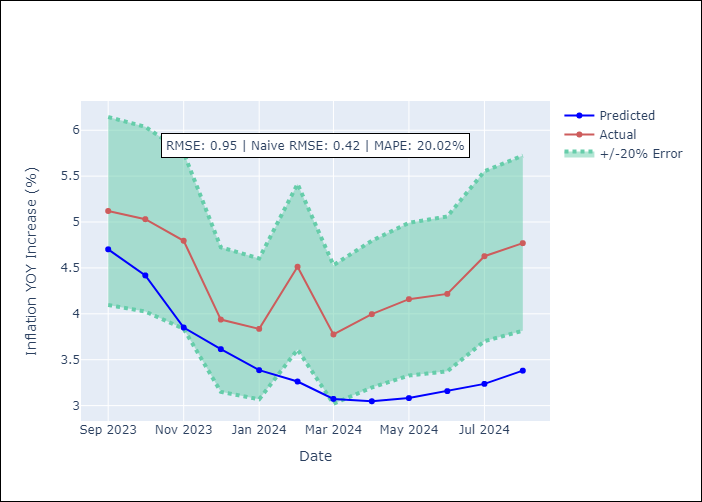 RMSE: 0.95 | Naive RMSE: 0.42 | MAPE: 20.02%
Predicted
Actual
+/-20% Error
Inflation YOY Increase (%)
6
5.5
5
4.5
4
3.5
3
Sep 2023
Nov 2023
Jan 2024
Mar 2024
May 2024
Jul 2024
Date